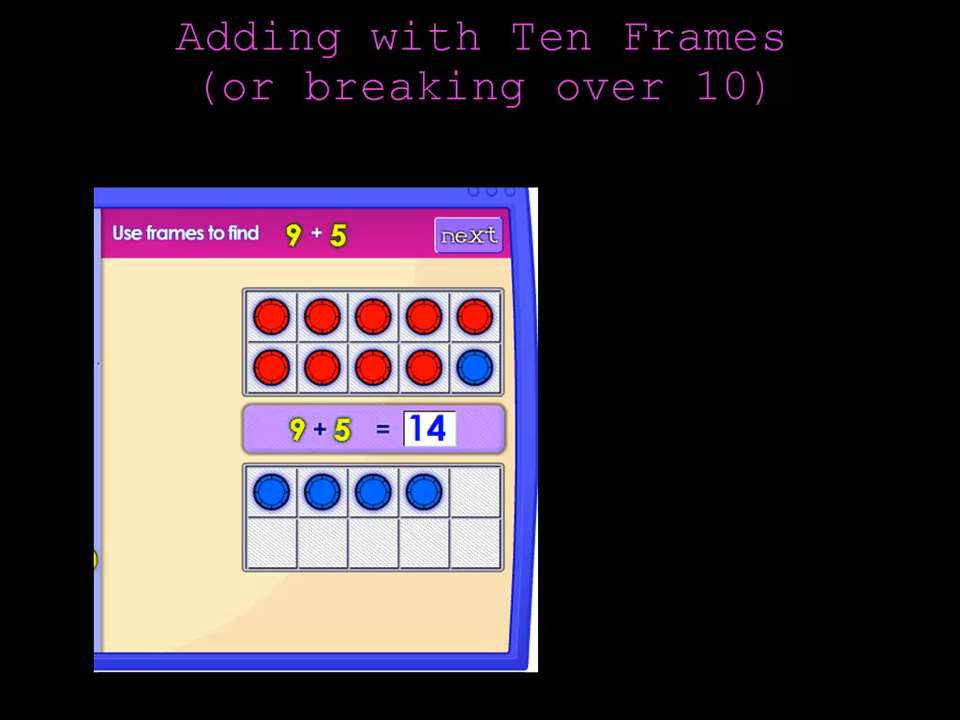 Adding with Ten Frames
(or breaking over 10)
Use frames to find 9 + 5
next
9 + 5 = 14